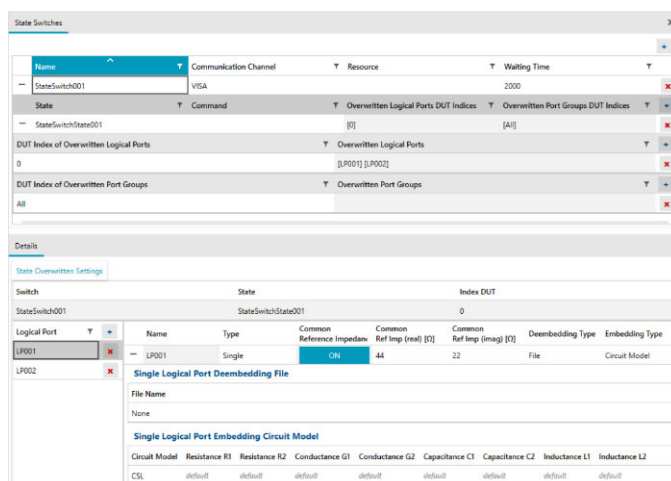 State Switches
Name Communication Channel Resource Waiting Time
StateSwitch001 VISA 2000
State Command Overwritten Logical Ports DUT Indices Overwritten Port Groups DUT Indices
StateSwitchState001 [0] [All]
DUT Index of Overwritten Logical Ports Overwritten Logical Ports
0 [LP001] [LP002]
DUT Index of Overwritten Port Groups Overwritten Port Groups
All
Details
State Overwritten Settings
Switch State Index DUT
StateSwitch001 StateSwitchState001 0
Logical Port
LP001
LP002
Name Type Common Reference Impedanc Common Ref Imp (real) [Ω] Common Ref Imp (imag) [Ω] Deembedding Type Embedding Type
LP001 Single ON 44 22 File Circuit Model
Single Logical Port Deembedding File
File Name
None
Single Logical Port Embedding Circuit Model
Circuit Model Resistance R1 Resistance R2 Conductance G1 Conductance G2 Capacitance C1 Capacitance C2 Inductance L1 Inductance L2
CSL default default default default default default default default